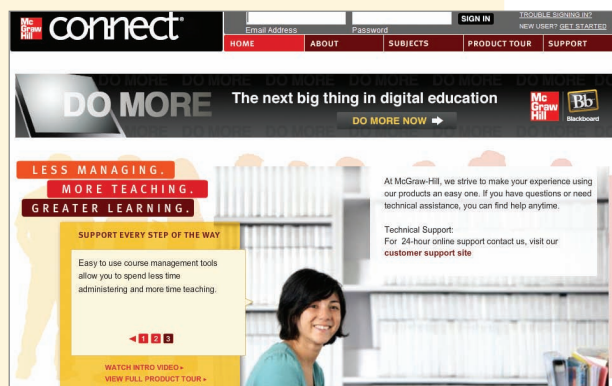 Mc
Graw
Hill
connect®
SIGN IN
TROUBLE SIGNING IN?
NEW USER? GET STARTED
Email Address
Password
HOME
ABOUT
SUBJECTS
PRODUCT TOUR
SUPPORT
DO MORE
The next big thing in digital education
DO MORE NOW
Mc
Graw
Hill
Bb
Blackboard
LESS MANAGING.
MORE TEACHING.
GREATER LEARNING.
SUPPORT EVERY STEP OF THE WAY
Easy to use course management tools
allow you to spend less time
administering and more time teaching.
1 2 3
WATCH INTRO VIDEO
VIEW FULL PRODUCT TOUR
At McGraw-Hill, we strive to make your experience using
our products an easy one. If you have questions or need
technical assistance, you can find help anytime.
Technical Support:
For 24-hour online support contact us, visit our
customer support site